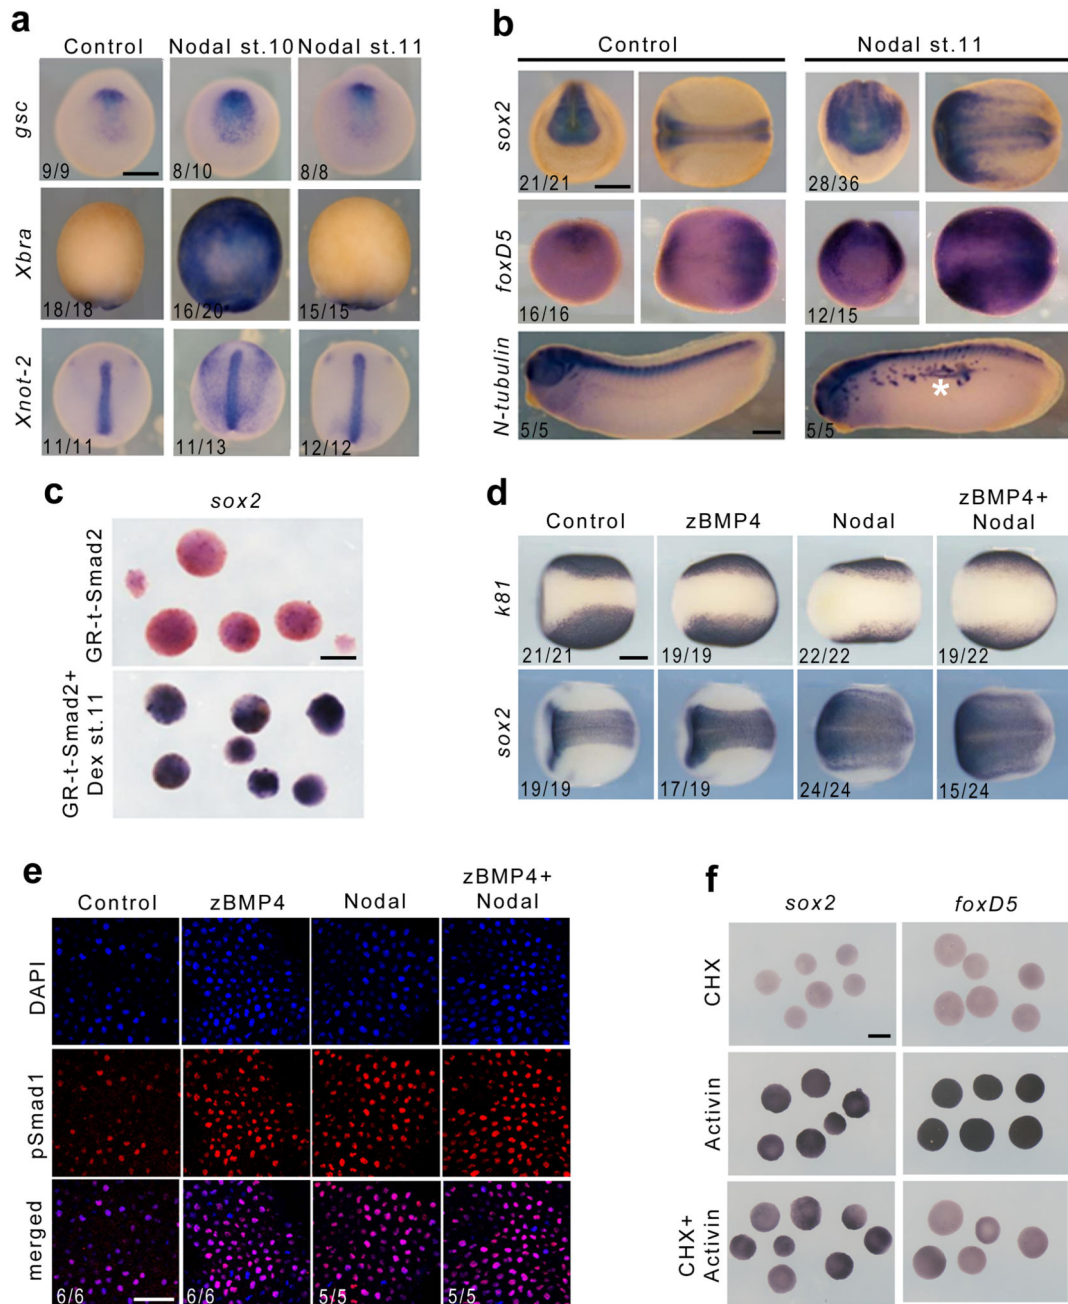 a
Control Nodal st.10 Nodal st.11
gsc
9/9 8/10 8/8
Xbra
18/18 16/20 15/15
Xnot-2
11/11 11/13 12/12
b
Control Nodal st.11
sox2
21/21 28/36
foxD5
16/16 12/15
N-tubulin
5/5 5/5
*
c
sox2
GR-t-Smad2
GR-t-Smad2+
Dex st.11
d
Control zBMP4 Nodal zBMP4+
Nodal
k81
21/21 19/19 22/22 19/22
sox2
19/19 17/19 24/24 15/24
e
Control zBMP4 Nodal zBMP4+
Nodal
DAPI
pSmad1
merged
6/6 6/6 5/5 5/5
f
sox2 foxD5
CHX
Activin
CHX+
Activin